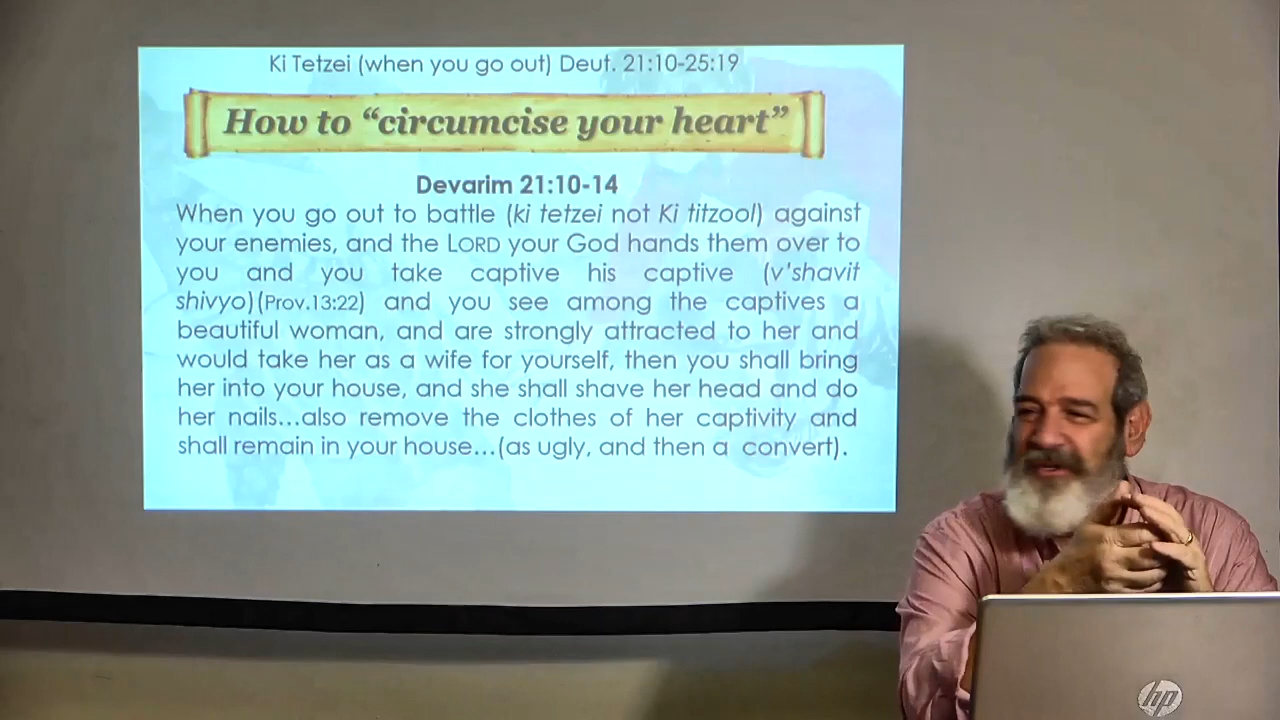 Ki Tetzei (when you go out) Deut. 21:10-25:19
How to “circumcise your heart”
Devarim 21:10-14
When you go out to battle (ki tetzei not Ki titzool) against
your enemies, and the LORD your God hands them over to
you and you take captive his captive (v’shavit
shivyo)(Prov.13:22) and you see among the captives a
beautiful woman, and are strongly attracted to her and
would take her as a wife for yourself, then you shall bring
her into your house, and she shall shave her head and do
her nails...also remove the clothes of her captivity and
shall remain in your house...(as ugly, and then a convert).
hp